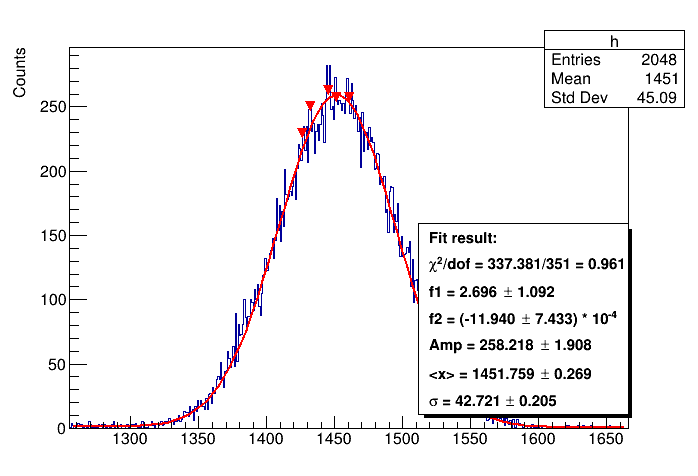 h
Entries 2048
Mean 1451
Std Dev 45.09
Counts
250
200
150
100
50
0
Fit result:
χ²/dof = 337.381/351 = 0.961
f1 = 2.696 ± 1.092
f2 = (-11.940 ± 7.433) * 10⁻⁴
Amp = 258.218 ± 1.908
<x> = 1451.759 ± 0.269
σ = 42.721 ± 0.205
1300 1350 1400 1450 1500 1550 1600 1650